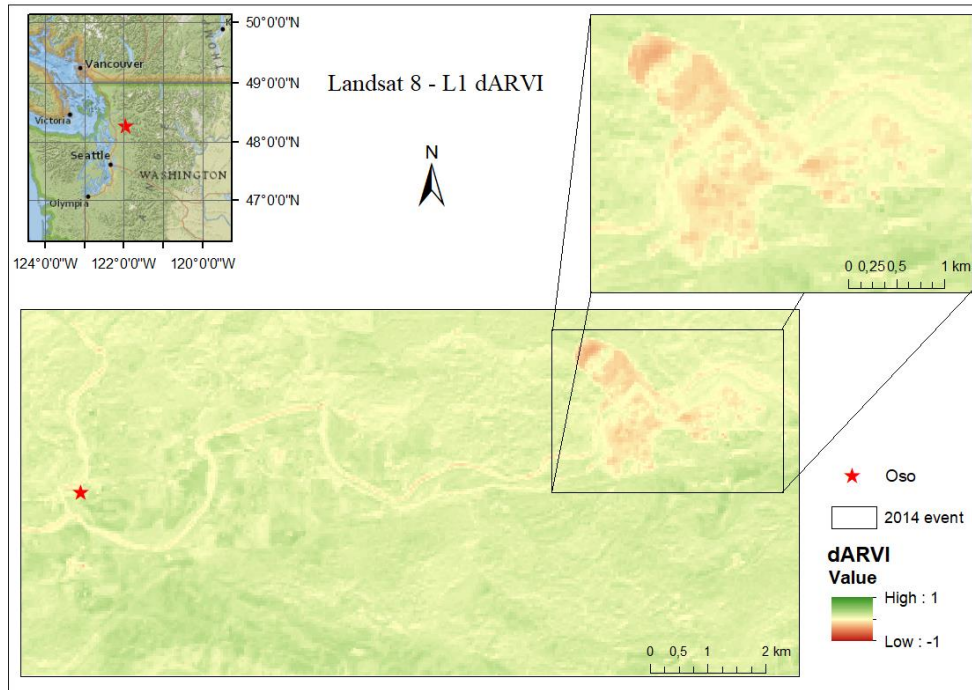 50°0'0"N
Vancouver
49°0'0"N
Victoria
48°0'0"N
Seattle
WASHINGTON
Olympia
47°0'0"N
124°0'0"W 122°0'0"W 120°0'0"W
Landsat 8 - L1 dARVI
N
0 0,25 0,5 1 km
Oso
2014 event
dARVI
Value
High : 1
Low : -1
0 0,5 1 2 km